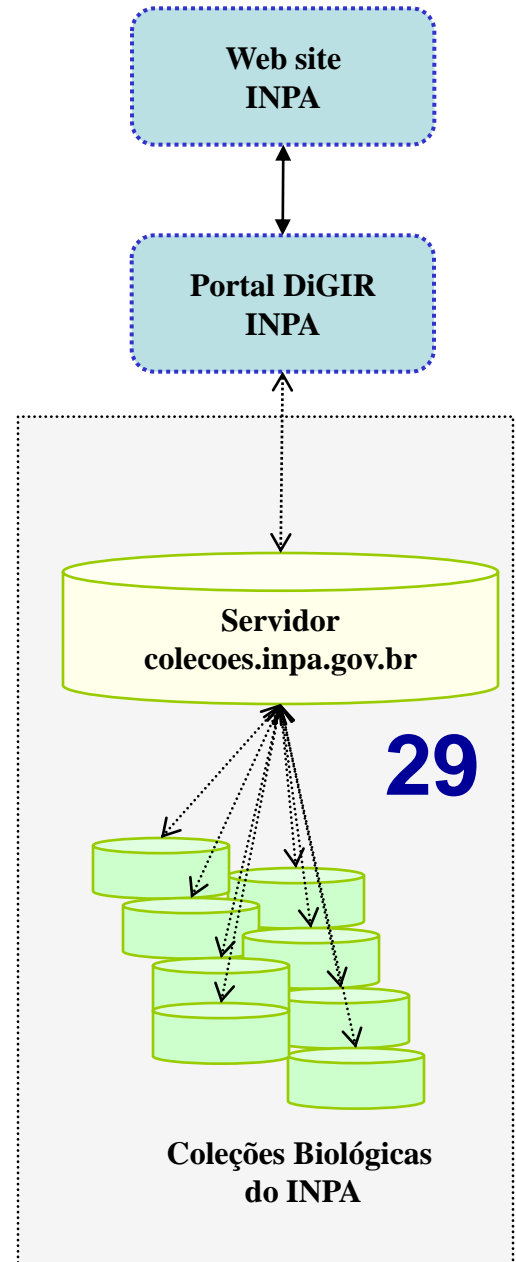 Web site
INPA
Portal DiGIR
INPA
Servidor
colecoes.inpa.gov.br
29
Coleções Biológicas
do INPA